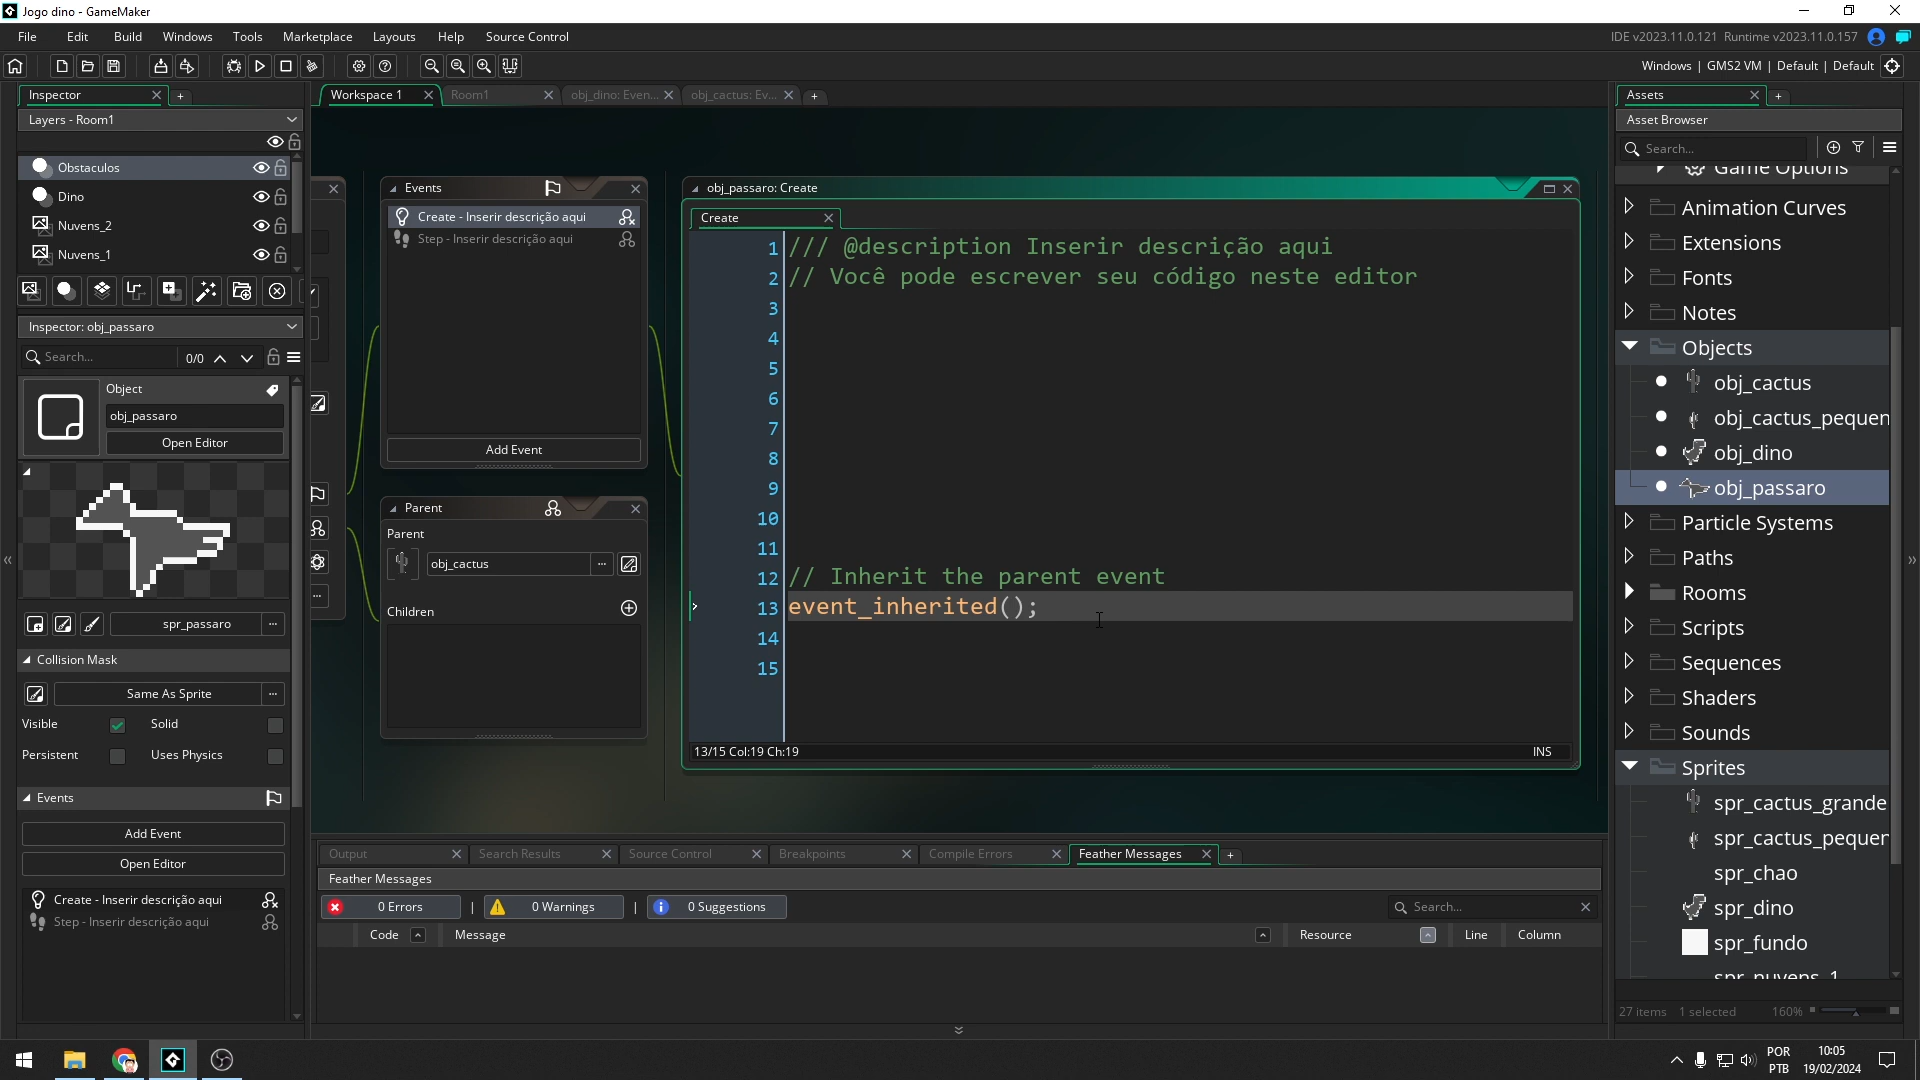 Jogo dino - GameMaker
File Edit Build Windows Tools Marketplace Layouts Help Source Control
IDE v2023.11.0.121 Runtime v2023.11.0.157
Windows | GMS2 VM | Default | Default
Inspector
Layers - Room1
Obstaculos
Dino
Nuvens_2
Nuvens_1
Inspector: obj_passaro
Search... 0/0
Object
obj_passaro
Open Editor
spr_passaro
Collision Mask
Same As Sprite
Visible Solid
Persistent Uses Physics
Events
Add Event
Open Editor
Create - Inserir descrição aqui
Step - Inserir descrição aqui
Workspace 1 Room1 obj_dino: Even... obj_cactus: Ev...
Events
Create - Inserir descrição aqui
Step - Inserir descrição aqui
Add Event
Parent
Parent
obj_cactus
Children
obj_passaro: Create
Create
1 /// @description Inserir descrição aqui
2 // Você pode escrever seu código neste editor
3
4
5
6
7
8
9
10
11
12 // Inherit the parent event
13 event_inherited();
14
15
13/15 Col:19 Ch:19 INS
Output Search Results Source Control Breakpoints Compile Errors Feather Messages
Feather Messages
0 Errors | 0 Warnings | 0 Suggestions Search...
Code Message Resource Line Column
Assets
Asset Browser
Search...
Game Options
Animation Curves
Extensions
Fonts
Notes
Objects
obj_cactus
obj_cactus_pequen
obj_dino
obj_passaro
Particle Systems
Paths
Rooms
Scripts
Sequences
Shaders
Sounds
Sprites
spr_cactus_grande
spr_cactus_pequer
spr_chao
spr_dino
spr_fundo
spr_nuvens_1
27 items 1 selected 160%
POR
PTB
10:05
19/02/2024